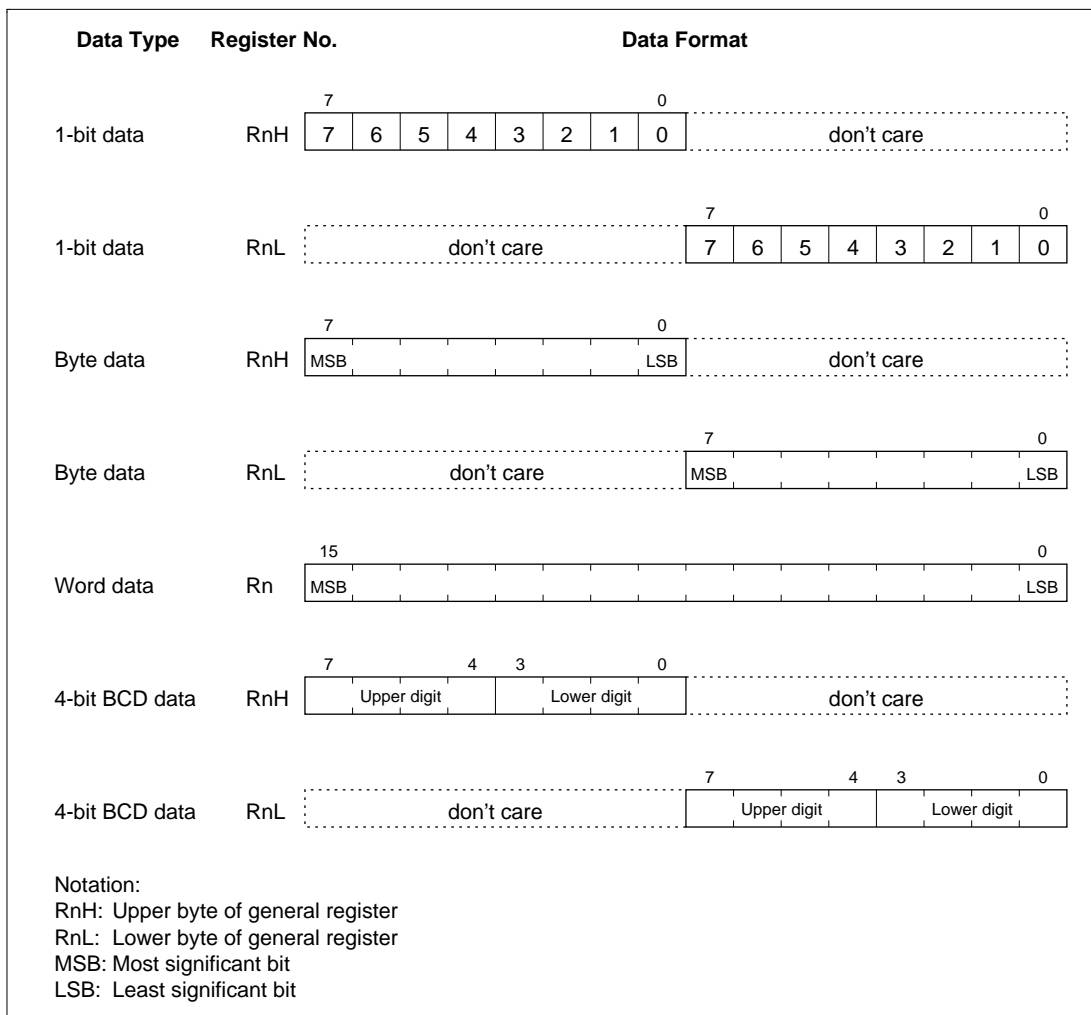 Data Type Register No. Data Format
7 0
1-bit data RnH 7 6 5 4 3 2 1 0 don't care
7 0
1-bit data RnL don't care 7 6 5 4 3 2 1 0
7 0
Byte data RnH MSB LSB don't care
7 0
Byte data RnL don't care MSB LSB
15 0
Word data Rn MSB LSB
7 4 3 0
4-bit BCD data RnH Upper digit Lower digit don't care
7 4 3 0
4-bit BCD data RnL don't care Upper digit Lower digit
Notation:
RnH: Upper byte of general register
RnL: Lower byte of general register
MSB: Most significant bit
LSB: Least significant bit